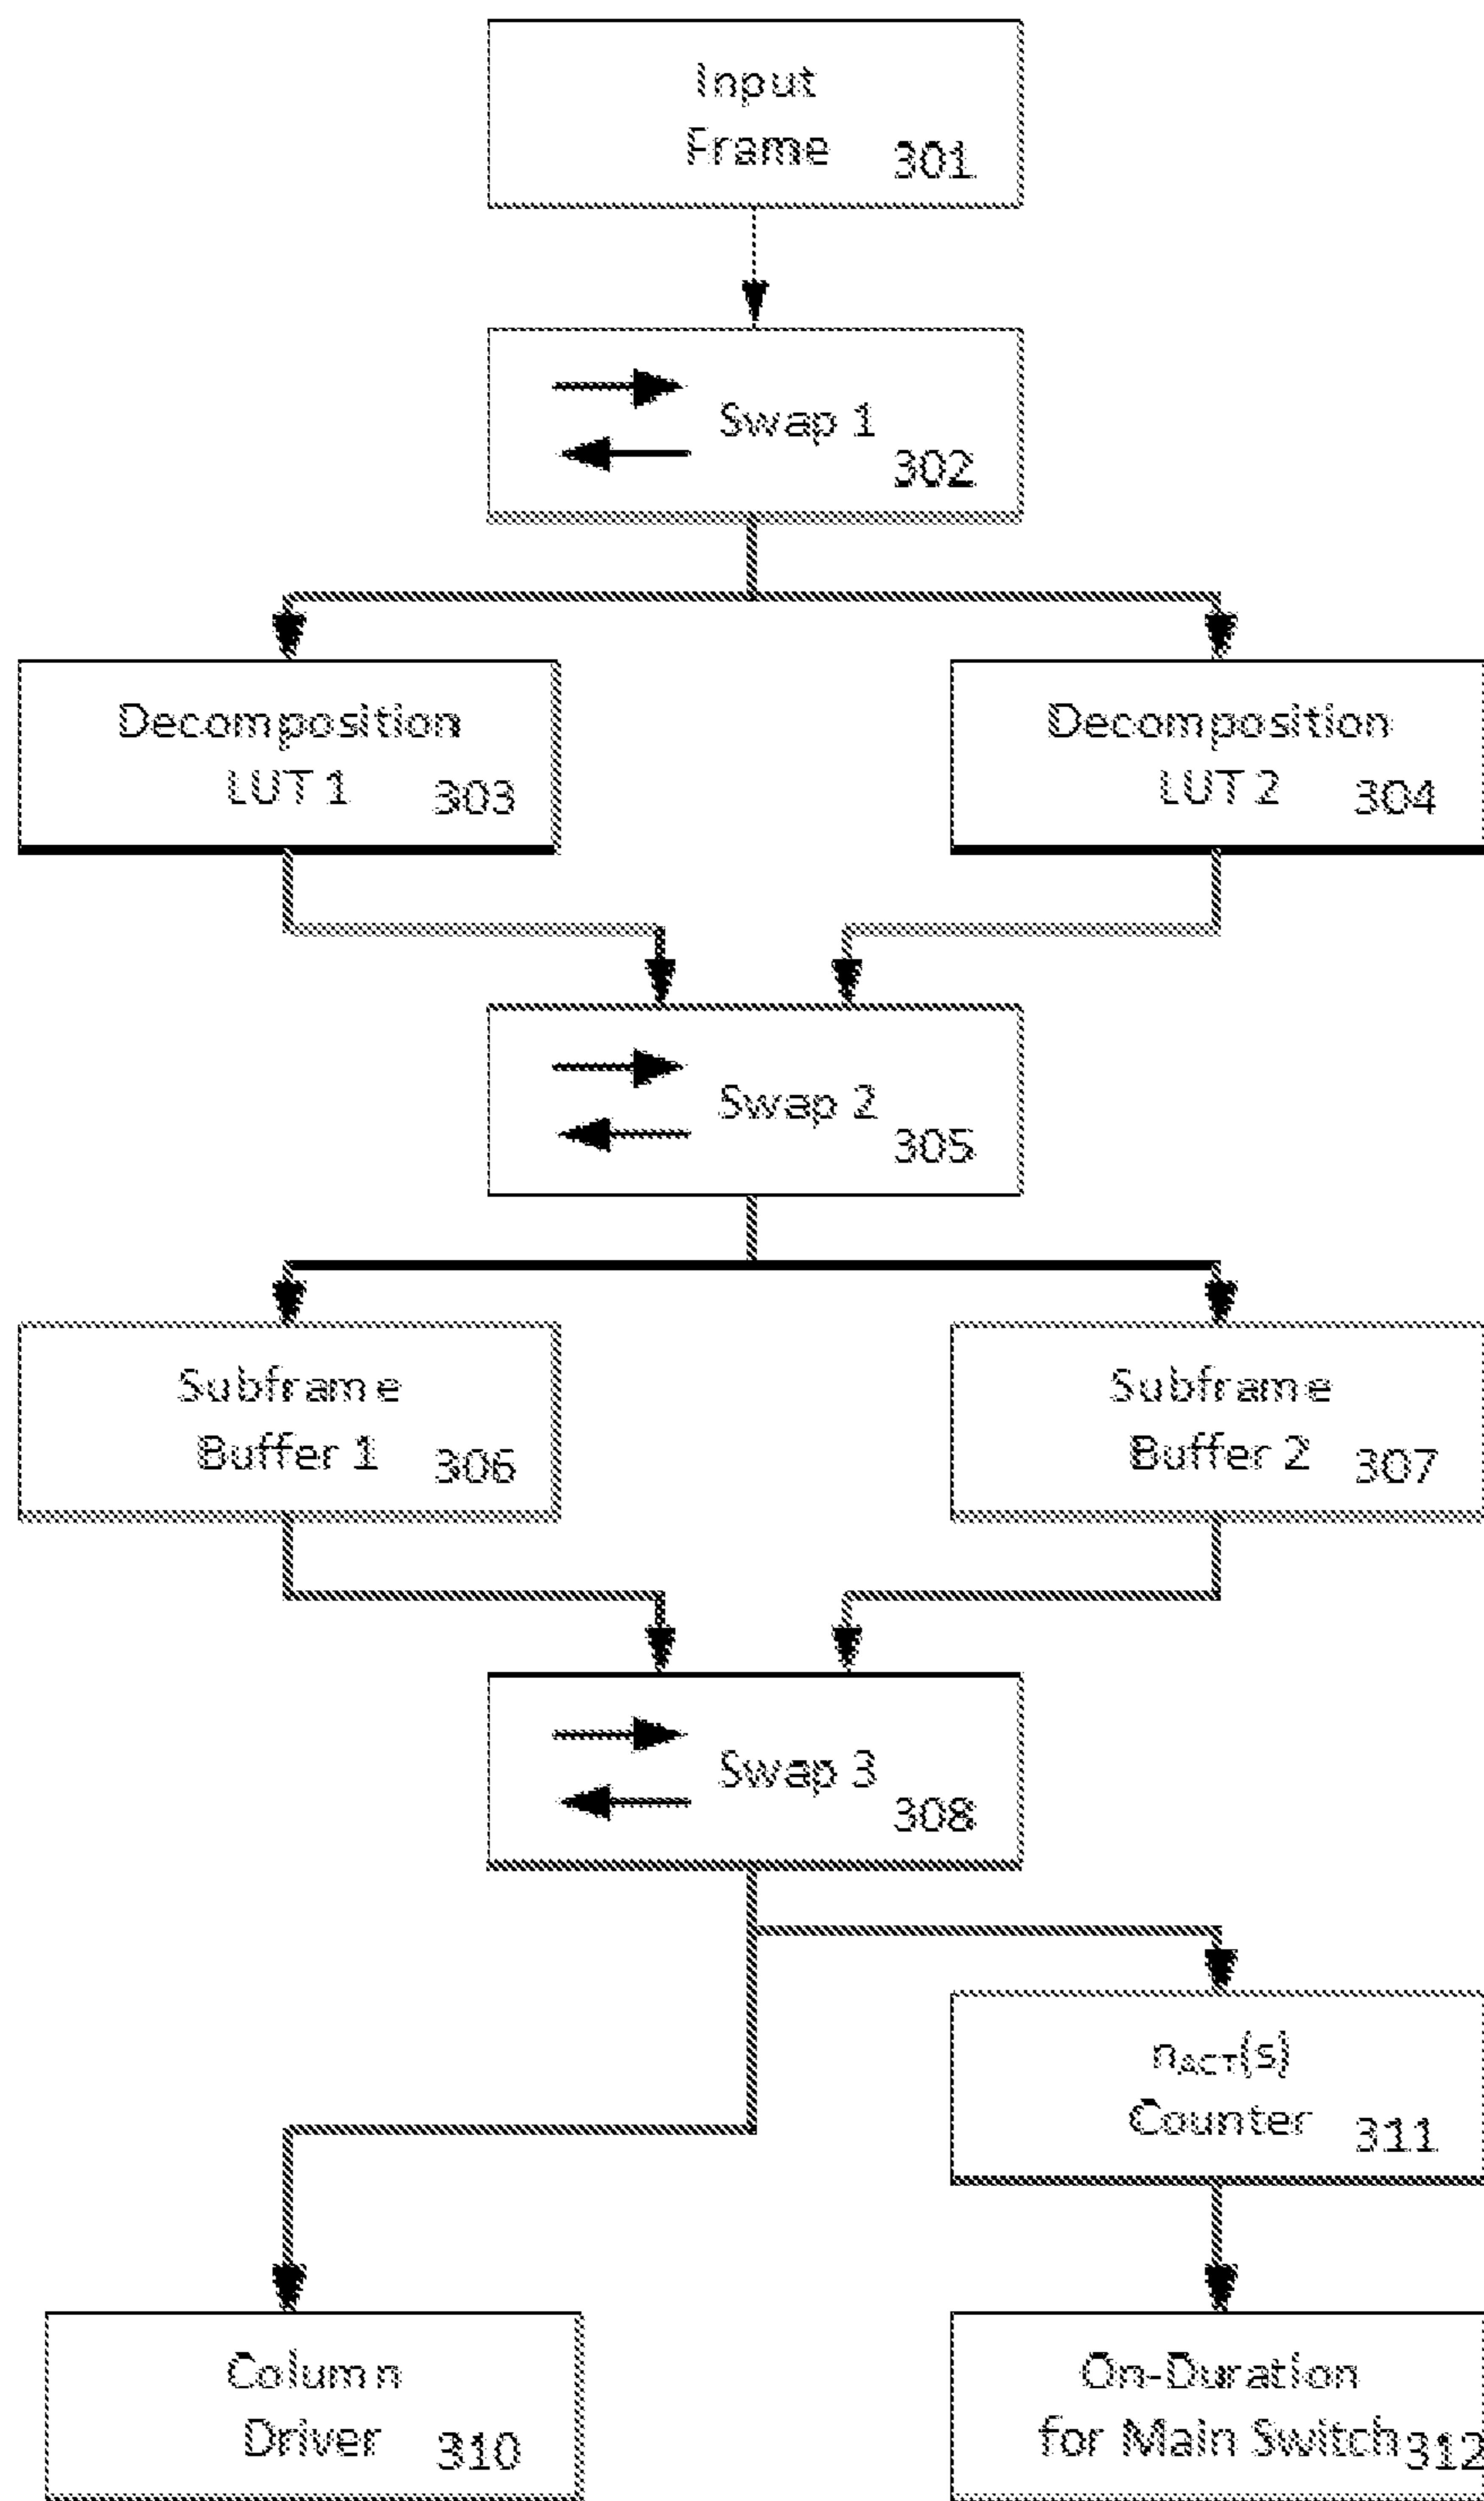 Input
Frame 301
Swap 1
302
Decomposition
LUT 1 303
Decomposition
LUT 2 304
Swap 2
305
Subframe
Buffer 1 306
Subframe
Buffer 2 307
Swap 3
308
nACT(s)
Counter 311
Column
Driver 310
On-Duration
for Main Switch 312